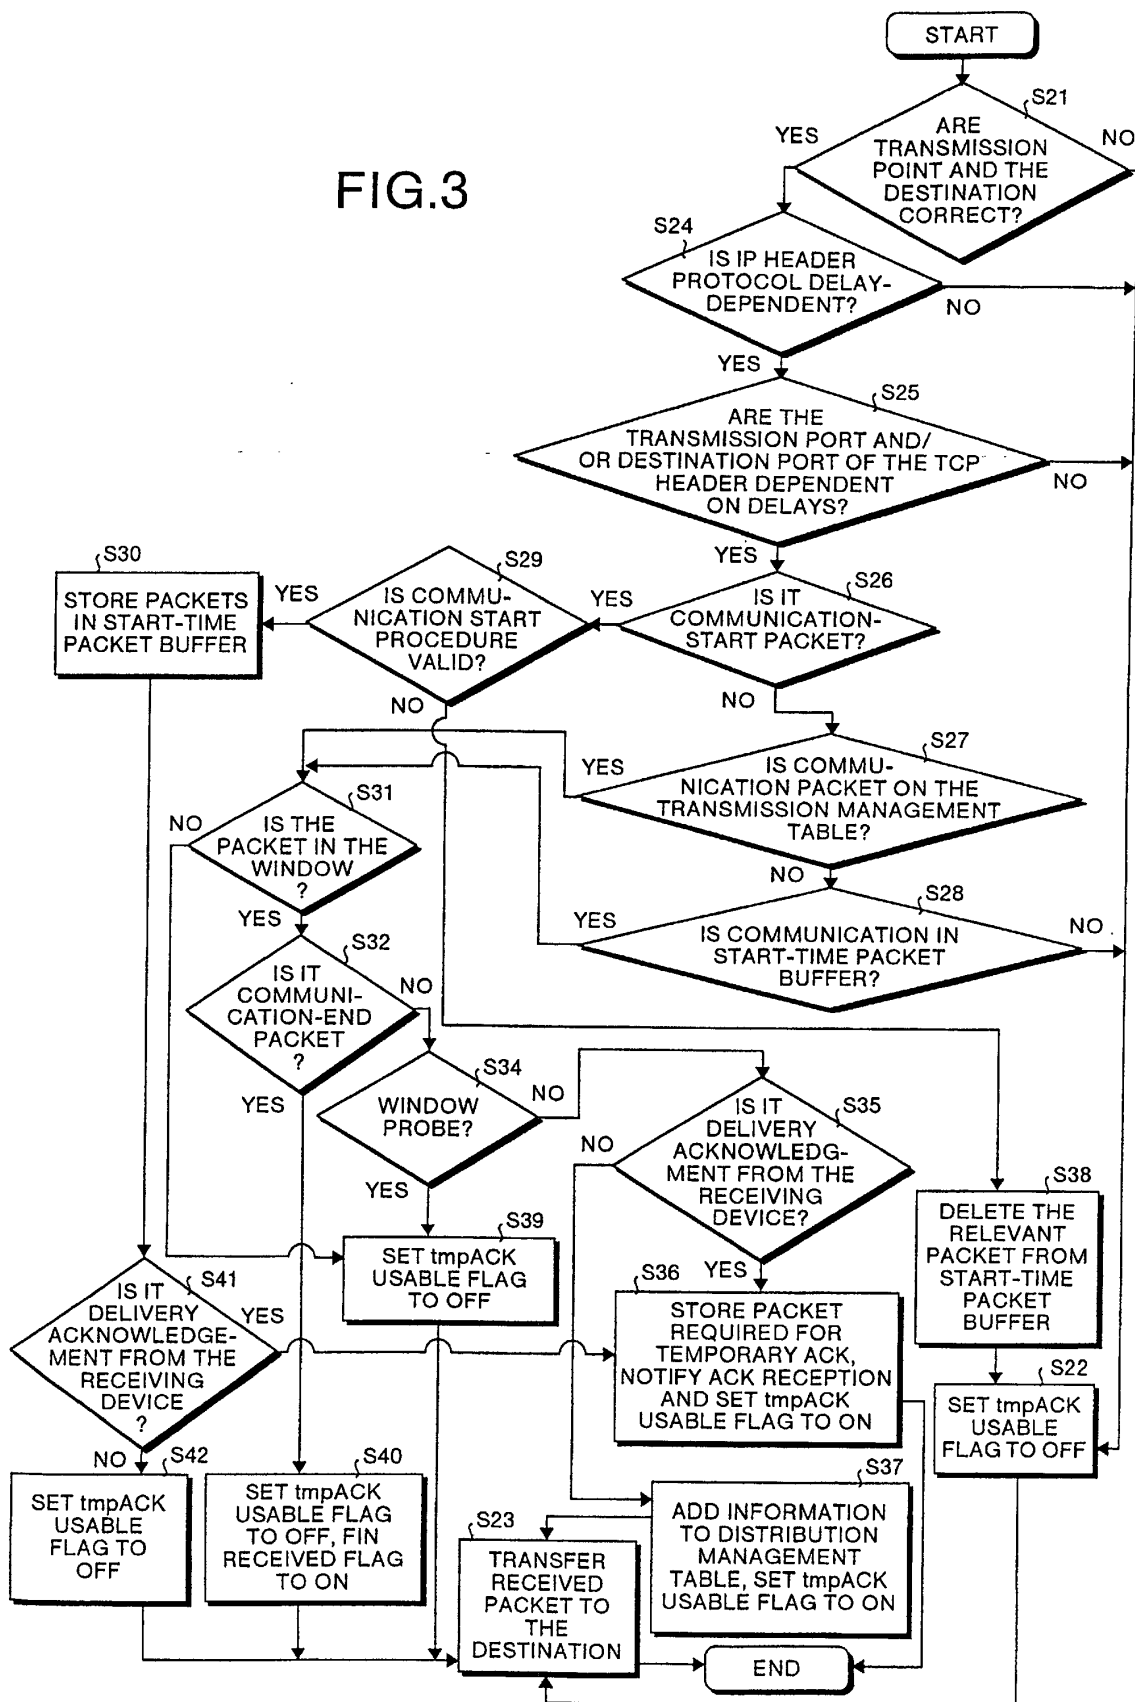 START
S21
YES
ARE
TRANSMISSION
POINT AND THE
DESTINATION
CORRECT?
NO
FIG.3
S24
IS IP HEADER
PROTOCOL DELAY-
DEPENDENT?
NO
YES
S25
ARE THE
TRANSMISSION PORT AND/
OR DESTINATION PORT OF THE TCP
HEADER DEPENDENT
ON DELAYS?
NO
YES
S30
STORE PACKETS
IN START-TIME
PACKET BUFFER
YES
S29
IS COMMU-
NICATION START
PROCEDURE
VALID?
NO
YES
S26
IS IT
COMMUNICATION-
START PACKET?
NO
S27
YES
IS COMMU-
NICATION PACKET ON THE
TRANSMISSION MANAGEMENT
TABLE?
NO
S28
YES
IS COMMUNICATION IN
START-TIME PACKET
BUFFER?
NO
S31
NO
IS THE
PACKET IN THE
WINDOW
?
YES
S32
IS IT
COMMUNI-
CATION-END
PACKET
?
NO
YES
S34
WINDOW
PROBE?
NO
YES
S35
IS IT
DELIVERY
ACKNOWLEDG-
MENT FROM THE
RECEIVING
DEVICE?
NO
YES
S38
DELETE THE
RELEVANT
PACKET FROM
START-TIME
PACKET
BUFFER
S39
SET tmpACK
USABLE FLAG
TO OFF
S41
IS IT
DELIVERY
ACKNOWLEDGE-
MENT FROM THE
RECEIVING
DEVICE
?
YES
NO
S36
STORE PACKET
REQUIRED FOR
TEMPORARY ACK,
NOTIFY ACK RECEPTION
AND SET tmpACK
USABLE FLAG TO ON
S22
SET tmpACK
USABLE
FLAG TO OFF
S42
SET tmpACK
USABLE
FLAG TO
OFF
S40
SET tmpACK
USABLE FLAG
TO OFF, FIN
RECEIVED FLAG
TO ON
S23
TRANSFER
RECEIVED
PACKET TO
THE
DESTINATION
S37
ADD INFORMATION
TO DISTRIBUTION
MANAGEMENT
TABLE, SET tmpACK
USABLE FLAG TO ON
END